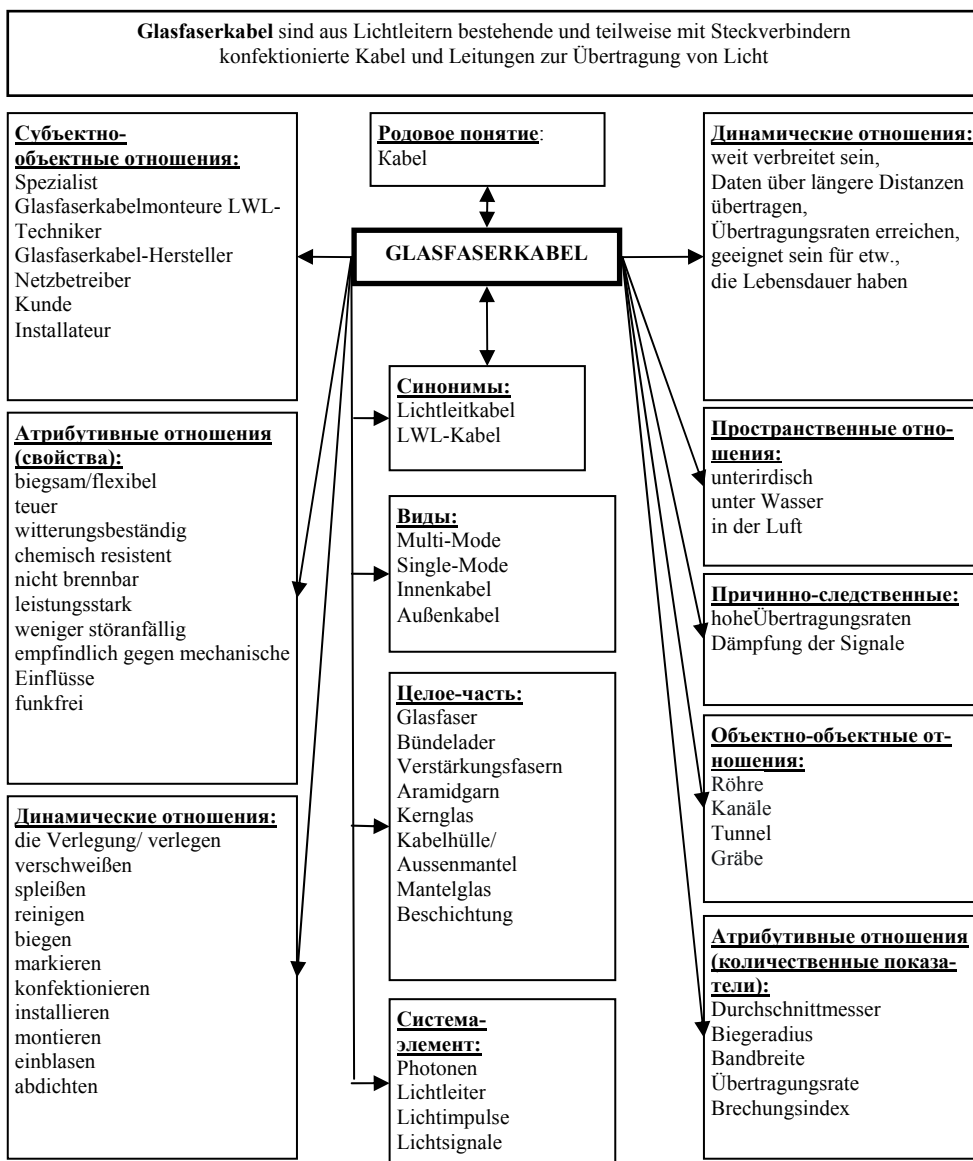 Glasfaserkabel sind aus Lichtleitern bestehende und teilweise mit Steckverbindern
konfektionierte Kabel und Leitungen zur Übertragung von Licht
Субъектно-
объектные отношения:
Spezialist
Glasfaserkabelmonteure LWL-
Techniker
Glasfaserkabel-Hersteller
Netzbetreiber
Kunde
Installateur
Родовое понятие:
Kabel
Динамические отношения:
weit verbreitet sein,
Daten über längere Distanzen
übertragen,
Übertragungsraten erreichen,
geeignet sein für etw.,
die Lebensdauer haben
GLASFASERKABEL
Синонимы:
Lichtleitkabel
LWL-Kabel
Атрибутивные отношения
(свойства):
biegsam/flexibel
teuer
witterungsbeständig
chemisch resistent
nicht brennbar
leistungsstark
weniger störanfällig
empfindlich gegen mechanische
Einflüsse
funkfrei
Пространственные отно-
шения:
unterirdisch
unter Wasser
in der Luft
Виды:
Multi-Mode
Single-Mode
Innenkabel
Außenkabel
Причинно-следственные:
hoheÜbertragungsraten
Dämpfung der Signale
Целое-часть:
Glasfaser
Bündelader
Verstärkungsfasern
Aramidgarn
Kernglas
Kabelhülle/
Aussenmantel
Mantelglas
Beschichtung
Объектно-объектные от-
ношения:
Röhre
Kanäle
Tunnel
Gräbe
Динамические отношения:
die Verlegung/ verlegen
verschweißen
spleißen
reinigen
biegen
markieren
konfektionieren
installieren
montieren
einblasen
abdichten
Система-
элемент:
Photonen
Lichtleiter
Lichtimpulse
Lichtsignale
Атрибутивные отношения
(количественные показа-
тели):
Durchschnittmesser
Biegeradius
Bandbreite
Übertragungsrate
Brechungsindex